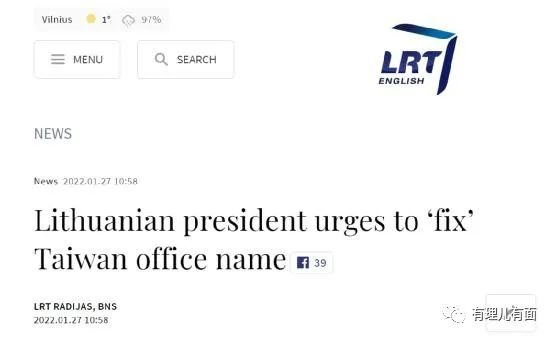 Vilnius 1° 97%
MENU SEARCH
LRT
ENGLISH
NEWS
News 2022.01.27 10:58
Lithuanian president urges to ‘fix’
Taiwan office name 39
LRT RADIJAS, BNS
2022.01.27 10:58
有理儿有面